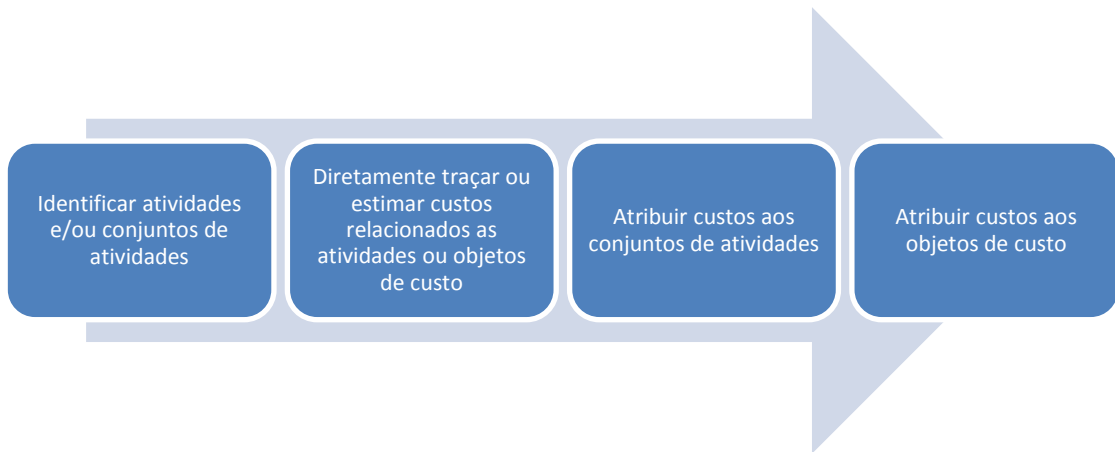 Identificar atividades
e/ou conjuntos de
atividades
Diretamente traçar ou
estimar custos
relacionados as
atividades ou objetos
de custo
Atribuir custos aos
conjuntos de atividades
Atribuir custos aos
objetos de custo